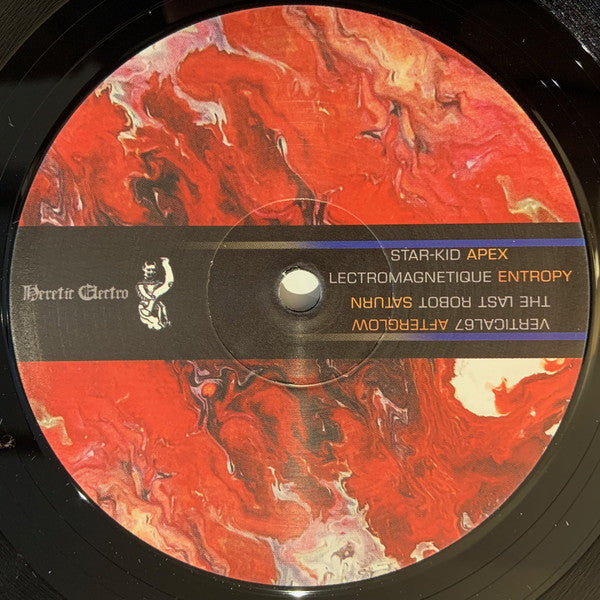 Heretic Electro
STAR-KID APEX
LECTROMAGNETIQUE ENTROPY
THE LAST ROBOT SATURN
VERTICAL67 AFTERGLOW